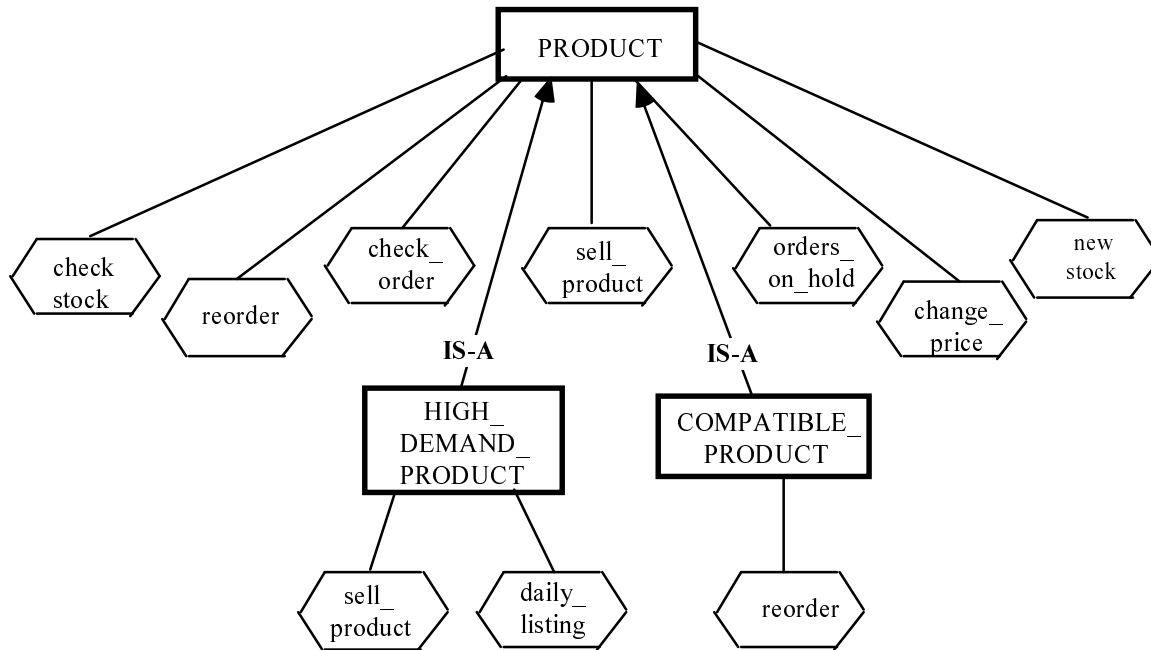 PRODUCT
check
stock
reorder
check_
order
sell_
product
orders_
on_hold
change_
price
new
stock
IS-A
IS-A
HIGH_
DEMAND_
PRODUCT
COMPATIBLE_
PRODUCT
sell_
product
daily_
listing
reorder